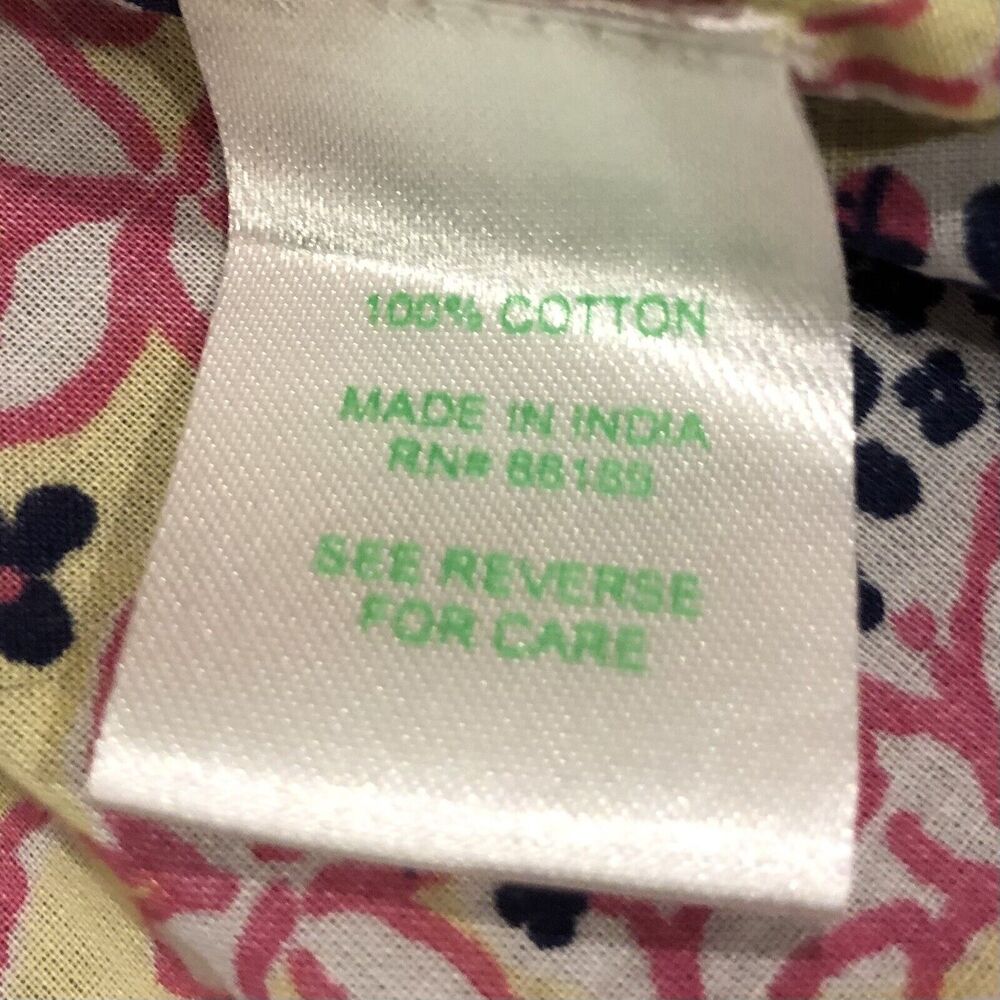 100% COTTON
MADE IN INDIA
RN# 88189
SEE REVERSE
FOR CARE